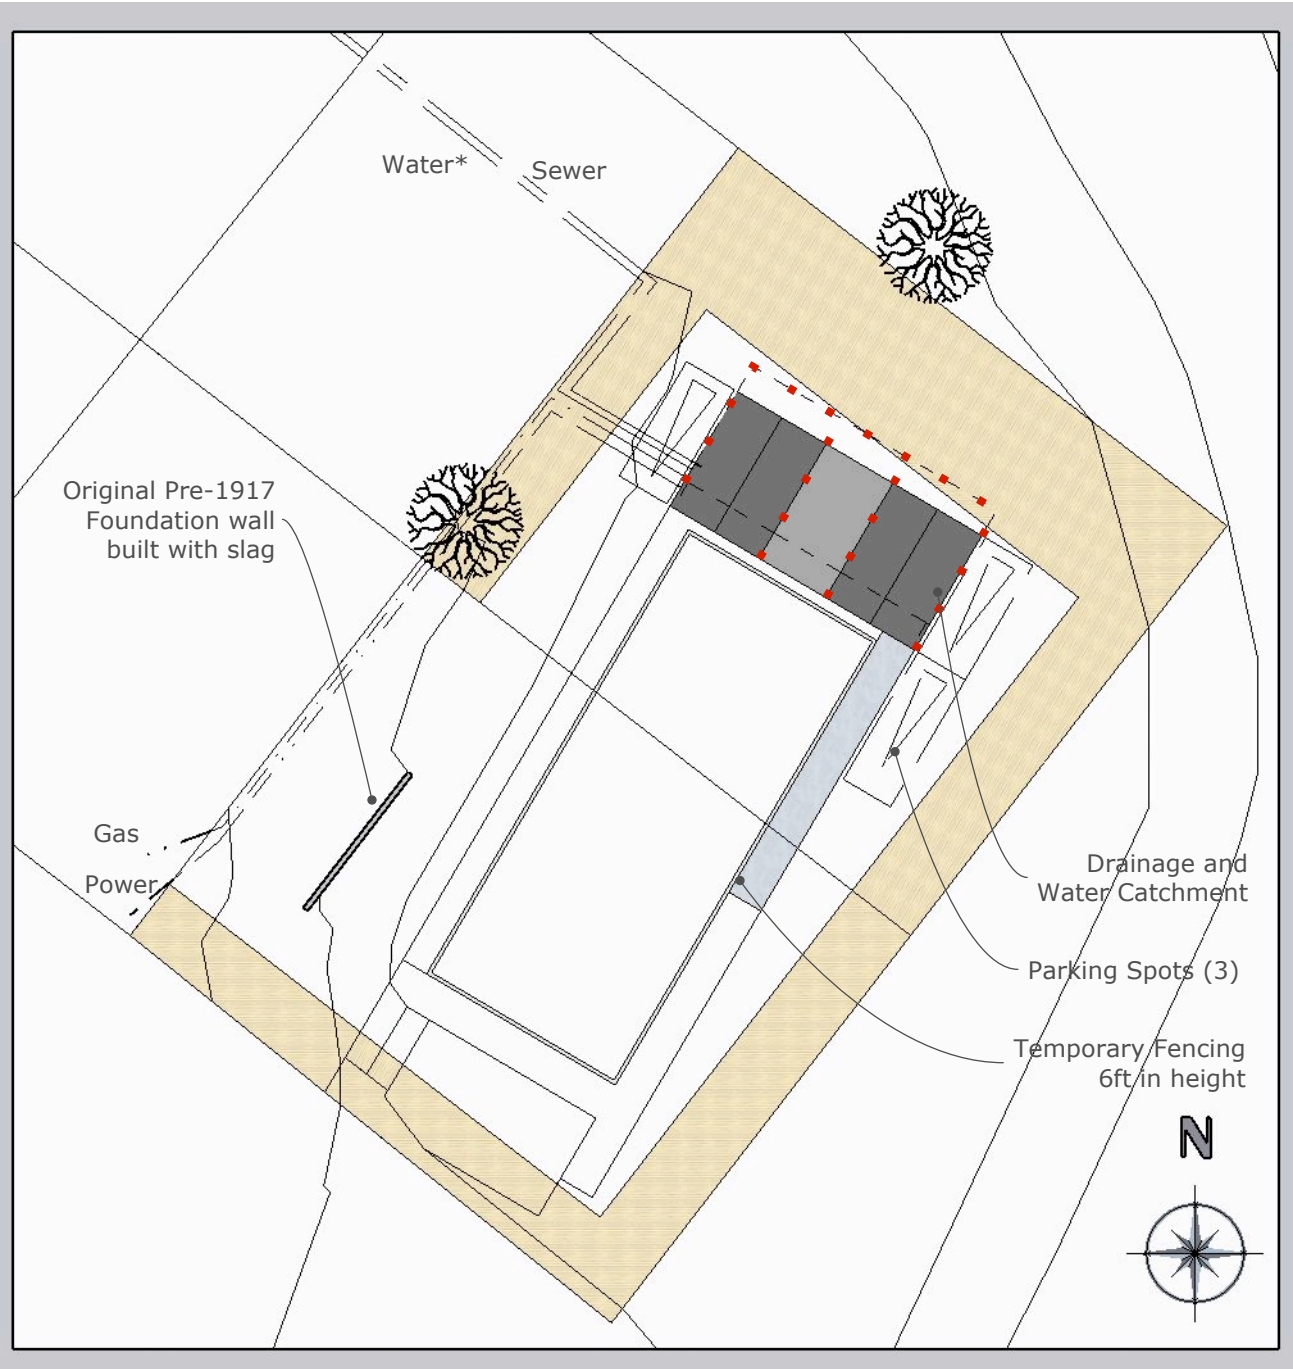 Water*
Sewer
Original Pre-1917
Foundation wall
built with slag
Gas
Power
Drainage and
Water Catchment
Parking Spots (3)
Temporary Fencing
6ft in height
N